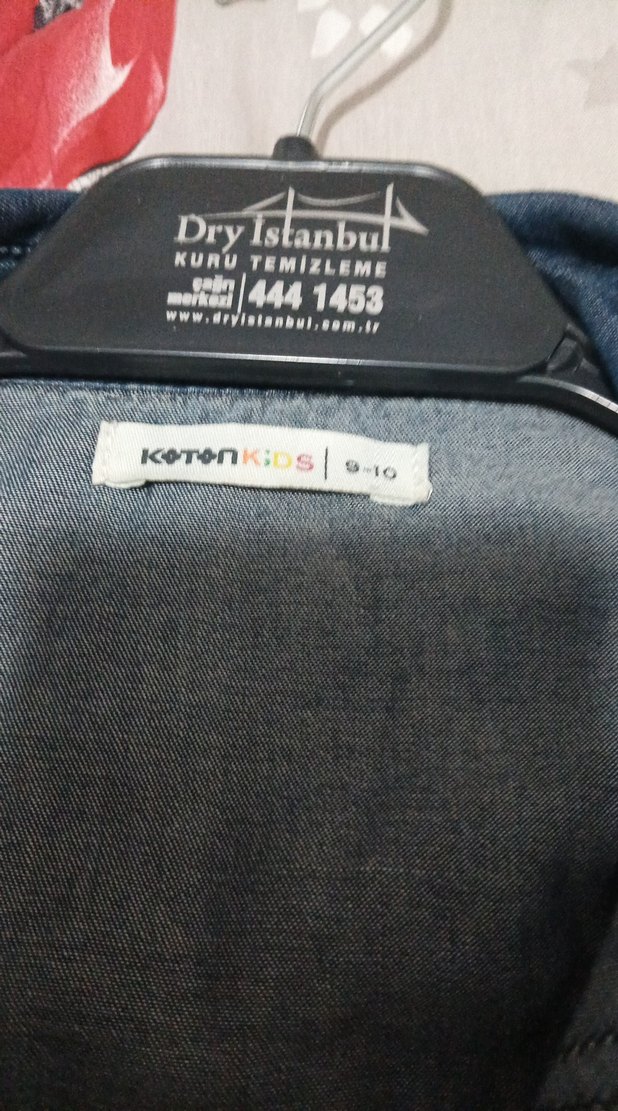 Dry İstanbul
KURU TEMİZLEME
çağrı merkezi 444 1453
www.dryistanbul.com.tr
KOTON KiDS | 9-10